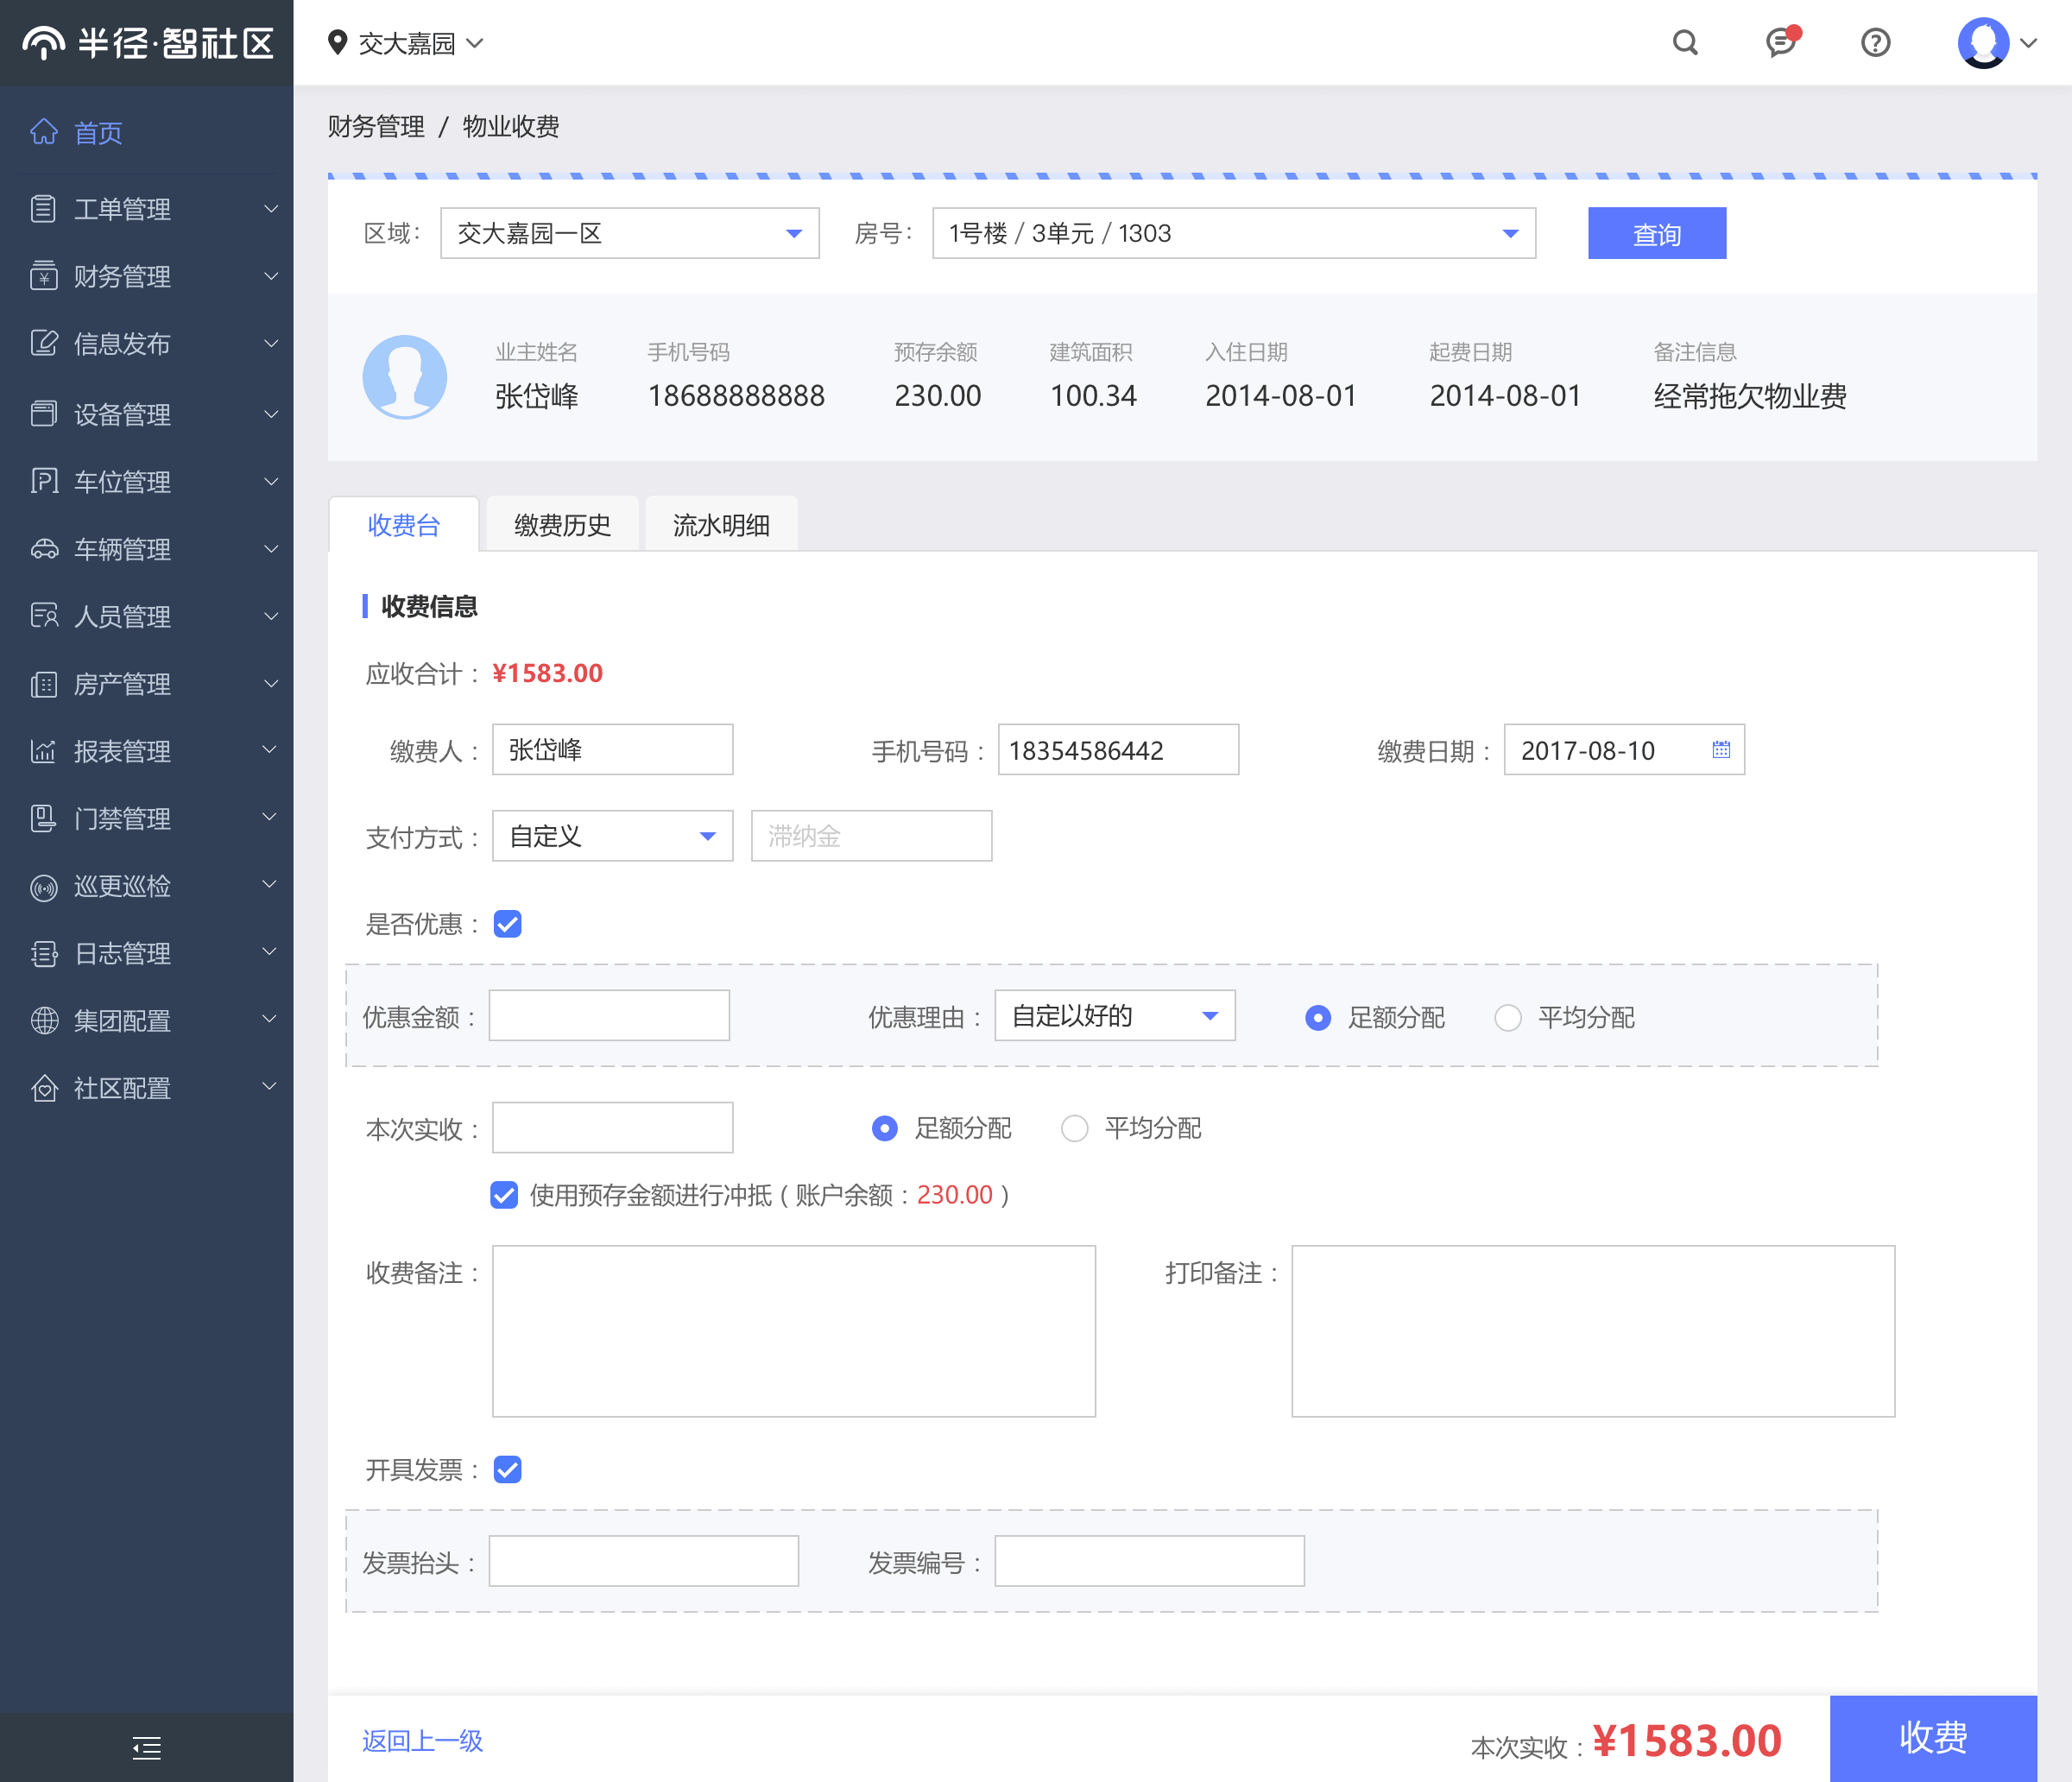 半径·智社区
交大嘉园
首页
工单管理
财务管理
信息发布
设备管理
车位管理
车辆管理
人员管理
房产管理
报表管理
门禁管理
巡更巡检
日志管理
集团配置
社区配置
财务管理 / 物业收费
区域： 交大嘉园一区 房号： 1号楼 / 3单元 / 1303 查询
业主姓名 手机号码 预存余额 建筑面积 入住日期 起费日期 备注信息
张岱峰 18688888888 230.00 100.34 2014-08-01 2014-08-01 经常拖欠物业费
收费台 缴费历史 流水明细
收费信息
应收合计：¥1583.00
缴费人： 张岱峰 手机号码： 18354586442 缴费日期： 2017-08-10
支付方式： 自定义 滞纳金
是否优惠：
优惠金额： 优惠理由： 自定以好的 足额分配 平均分配
本次实收： 足额分配 平均分配
使用预存金额进行冲抵（账户余额：230.00）
收费备注： 打印备注：
开具发票：
发票抬头： 发票编号：
返回上一级 本次实收：¥1583.00 收费